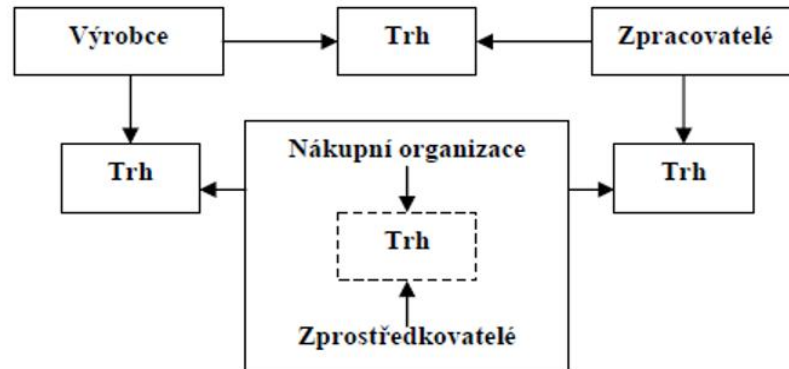 Výrobce
Trh
Zpracovatelé
Trh
Nákupní organizace
Trh
Trh
Zprostředkovatelé